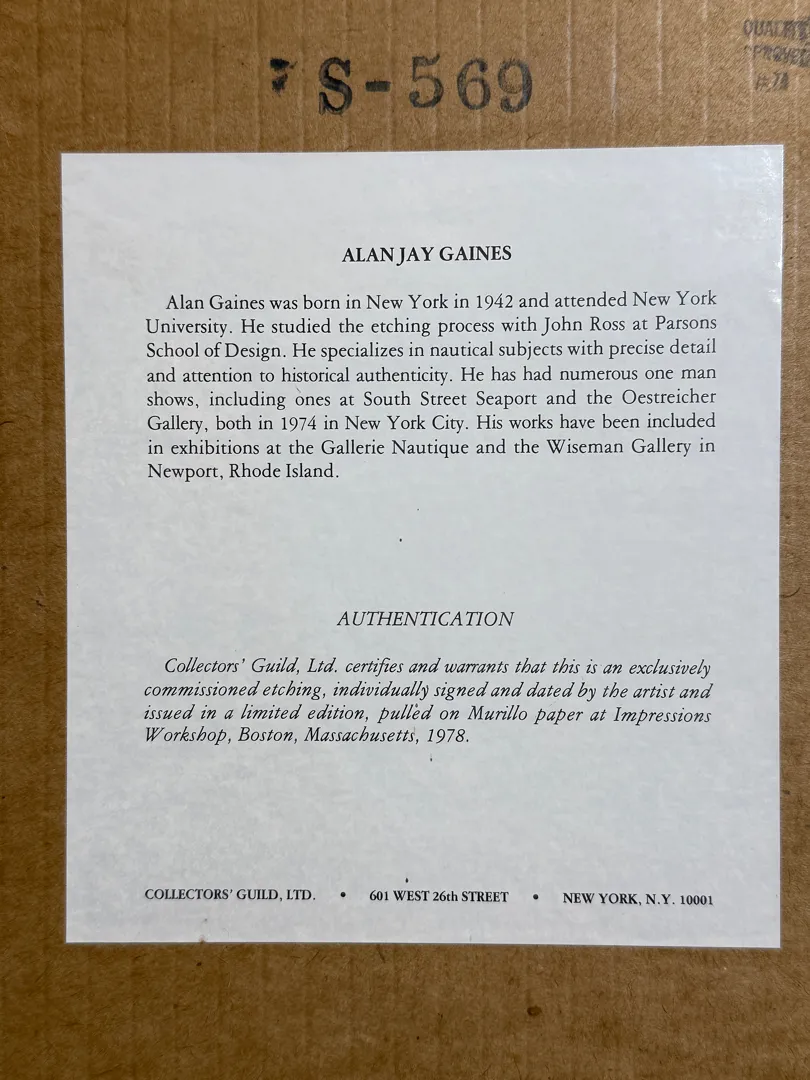 S-569
ALAN JAY GAINES
Alan Gaines was born in New York in 1942 and attended New York
University. He studied the etching process with John Ross at Parsons
School of Design. He specializes in nautical subjects with precise detail
and attention to historical authenticity. He has had numerous one man
shows, including ones at South Street Seaport and the Oestreicher
Gallery, both in 1974 in New York City. His works have been included
in exhibitions at the Gallerie Nautique and the Wiseman Gallery in
Newport, Rhode Island.
AUTHENTICATION
Collectors' Guild, Ltd. certifies and warrants that this is an exclusively
commissioned etching, individually signed and dated by the artist and
issued in a limited edition, pulled on Murillo paper at Impressions
Workshop, Boston, Massachusetts, 1978.
COLLECTORS' GUILD, LTD. • 601 WEST 26th STREET • NEW YORK, N.Y. 10001